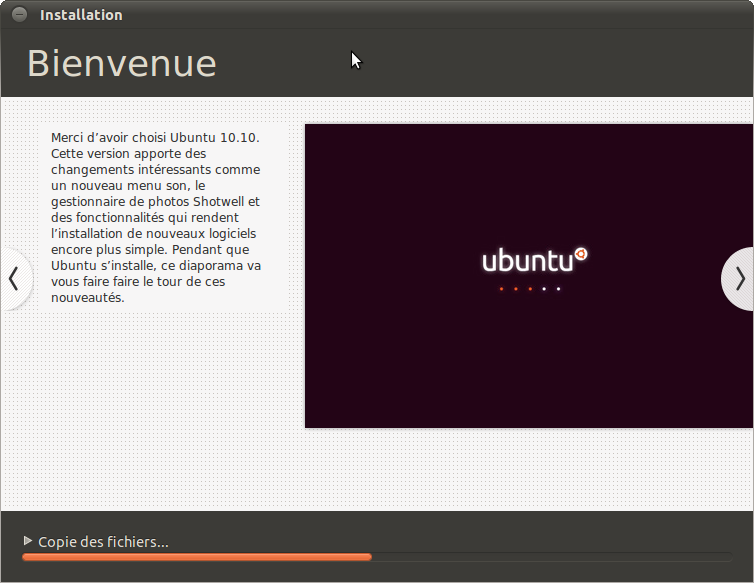 Installation
Bienvenue
Merci d’avoir choisi Ubuntu 10.10.
Cette version apporte des
changements intéressants comme
un nouveau menu son, le
gestionnaire de photos Shotwell et
des fonctionnalités qui rendent
l’installation de nouveaux logiciels
encore plus simple. Pendant que
Ubuntu s’installe, ce diaporama va
vous faire faire le tour de ces
nouveautés.
ubuntu
Copie des fichiers...